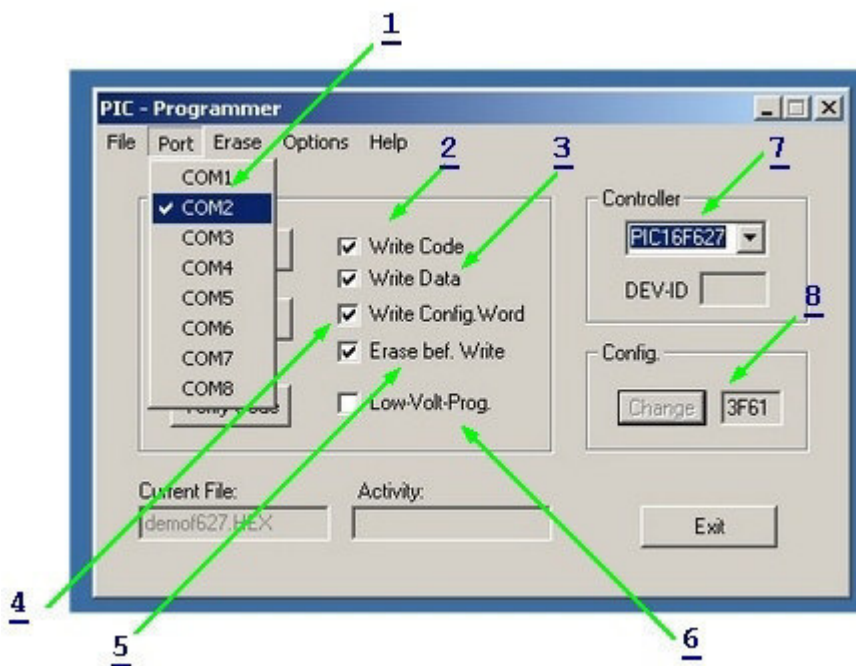 1
PIC - Programmer
File Port Erase Options Help
2
3
7
COM1
COM2
COM3
COM4
COM5
COM6
COM7
COM8
Write Code
Write Data
Write Config.Word
Erase bef. Write
Low-Volt-Prog.
Controller
PIC16F627
DEV-ID
8
Config.
Change 3F61
Current File:
demof627.HEX
Activity:
Exit
4
5
6